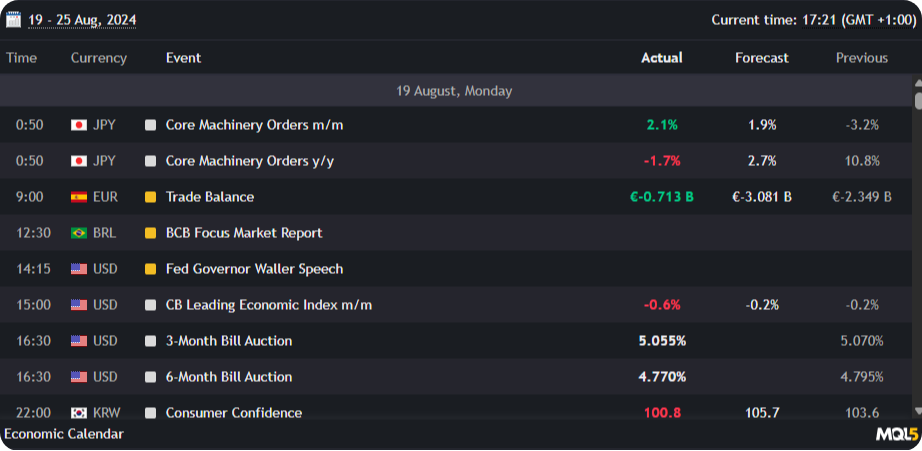 19 - 25 Aug, 2024 Current time: 17:21 (GMT +1:00)
Time Currency Event Actual Forecast Previous
19 August, Monday
0:50 JPY Core Machinery Orders m/m 2.1% 1.9% -3.2%
0:50 JPY Core Machinery Orders y/y -1.7% 2.7% 10.8%
9:00 EUR Trade Balance €-0.713 B €-3.081 B €-2.349 B
12:30 BRL BCB Focus Market Report
14:15 USD Fed Governor Waller Speech
15:00 USD CB Leading Economic Index m/m -0.6% -0.2% -0.2%
16:30 USD 3-Month Bill Auction 5.055% 5.070%
16:30 USD 6-Month Bill Auction 4.770% 4.795%
22:00 KRW Consumer Confidence 100.8 105.7 103.6
Economic Calendar MQL5